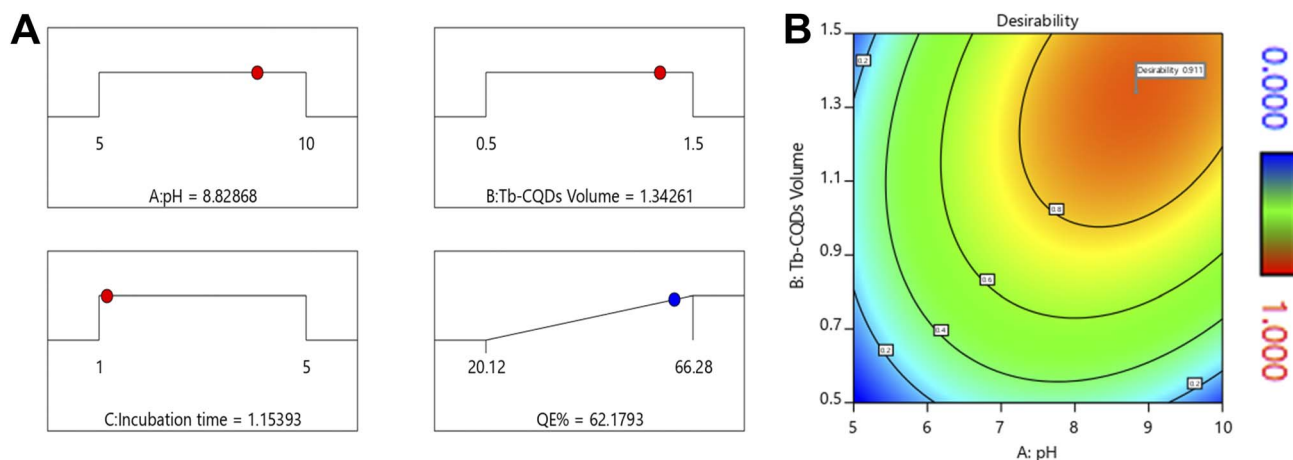 A
5
10
A:pH = 8.82868
0.5
1.5
B:Tb-CQDs Volume = 1.34261
1
5
C:Incubation time = 1.15393
20.12
66.28
QE% = 62.1793
B
Desirability
B: Tb-CQDs Volume
1.5
1.3
1.1
0.9
0.7
0.5
0.2
Desirability 0.911
0.8
0.6
0.4
0.2
0.2
5
6
7
8
9
10
A: pH
0.000
1.000